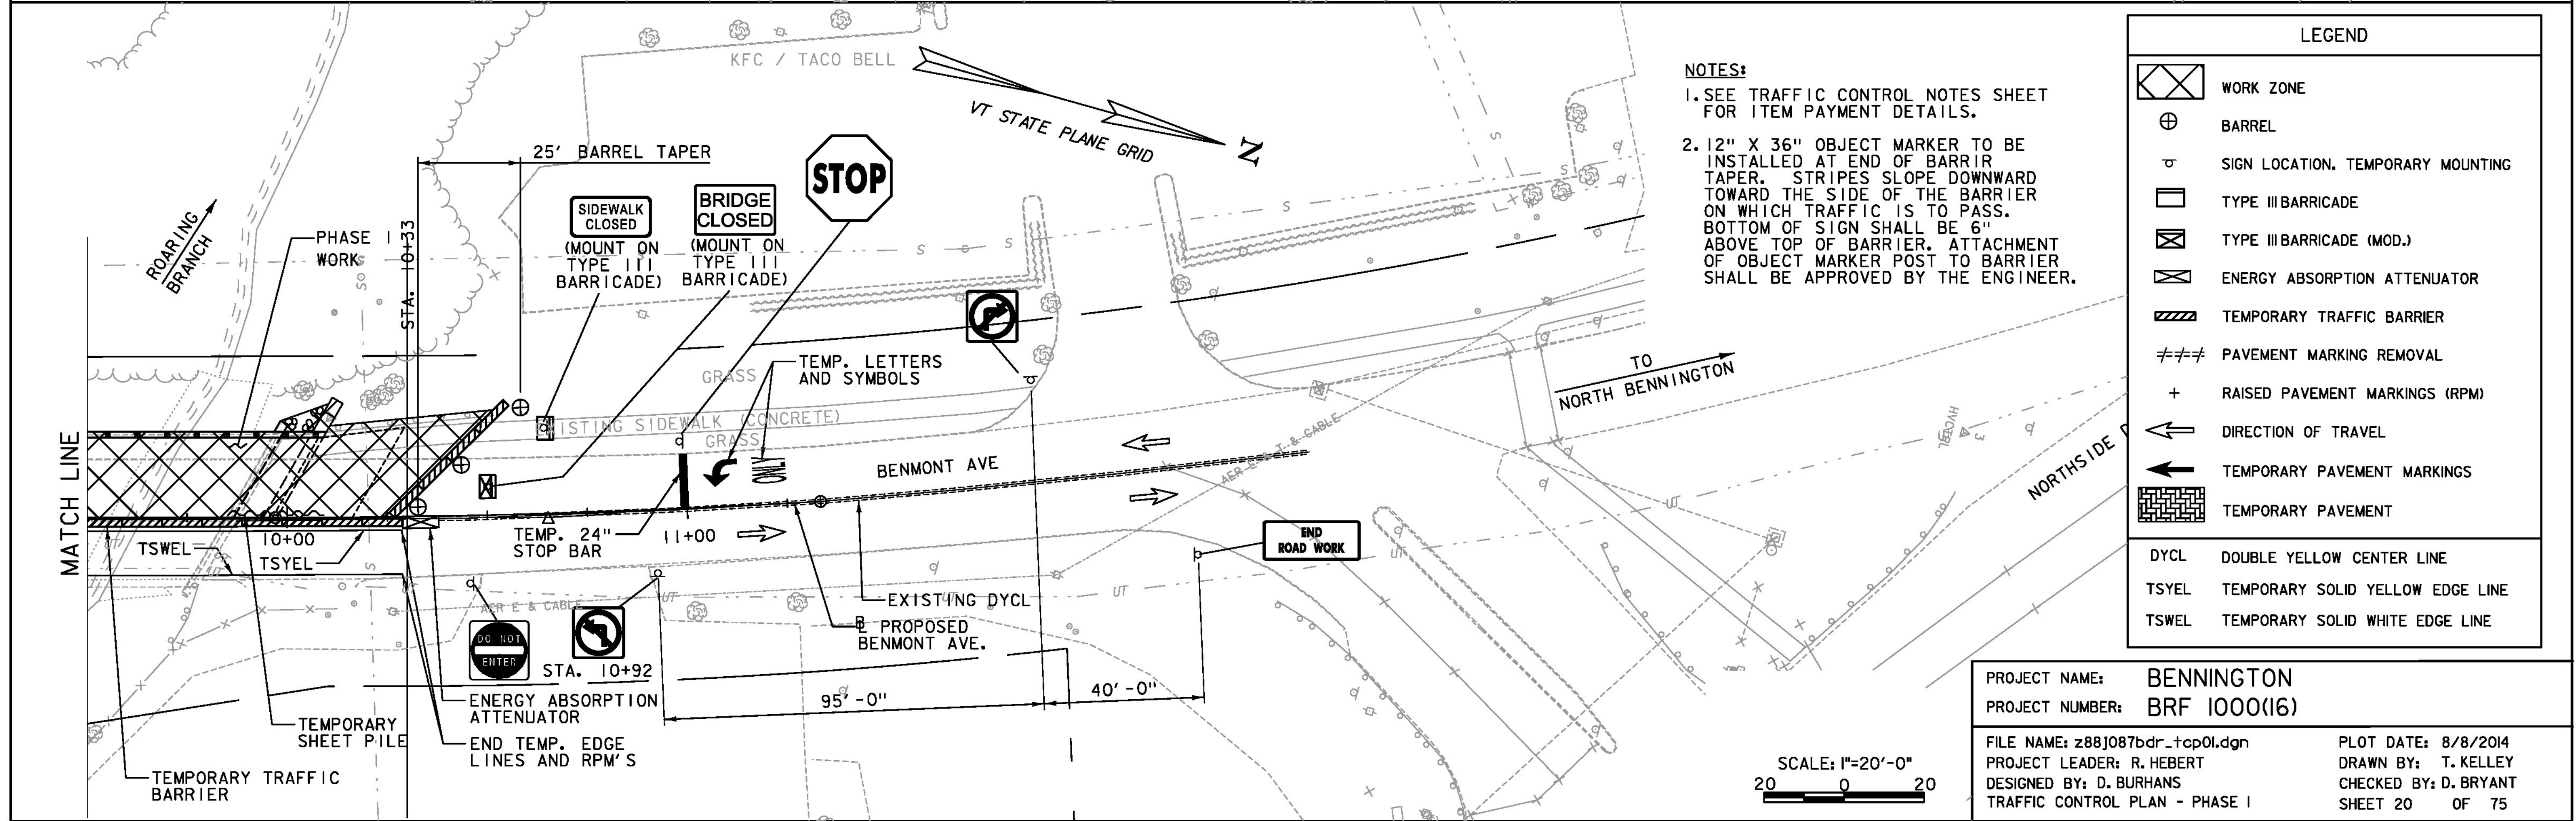 KFC / TACO BELL
VT STATE PLANE GRID
N
25' BARREL TAPER
STOP
SIDEWALK
CLOSED
(MOUNT ON
TYPE III
BARRICADE)
BRIDGE
CLOSED
(MOUNT ON
TYPE III
BARRICADE)
ROARING
BRANCH
PHASE I
WORK
STA. 10+33
TEMP. LETTERS
AND SYMBOLS
GRASS
EXISTING SIDEWALK (CONCRETE)
GRASS
ONLY
BENMONT AVE
AER E & T & CABLE
TO
NORTH BENNINGTON
NORTHSIDE
MATCH LINE
10+00
TSWEL
TSYEL
TEMP. 24"
STOP BAR
11+00
END
ROAD WORK
AER E & CABLE
UT
UT
UT
UT
UT
S
S
S
S
S
S
EXISTING DYCL
PROPOSED
BENMONT AVE.
DO NOT
ENTER
STA. 10+92
95'-0"
40'-0"
ENERGY ABSORPTION
ATTENUATOR
END TEMP. EDGE
LINES AND RPM'S
TEMPORARY
SHEET PILE
TEMPORARY TRAFFIC
BARRIER
NOTES:
1. SEE TRAFFIC CONTROL NOTES SHEET
FOR ITEM PAYMENT DETAILS.
2. 12" X 36" OBJECT MARKER TO BE
INSTALLED AT END OF BARRIR
TAPER. STRIPES SLOPE DOWNWARD
TOWARD THE SIDE OF THE BARRIER
ON WHICH TRAFFIC IS TO PASS.
BOTTOM OF SIGN SHALL BE 6"
ABOVE TOP OF BARRIER. ATTACHMENT
OF OBJECT MARKER POST TO BARRIER
SHALL BE APPROVED BY THE ENGINEER.
SCALE: 1"=20'-0"
20 0 20
LEGEND
WORK ZONE
BARREL
SIGN LOCATION. TEMPORARY MOUNTING
TYPE III BARRICADE
TYPE III BARRICADE (MOD.)
ENERGY ABSORPTION ATTENUATOR
TEMPORARY TRAFFIC BARRIER
PAVEMENT MARKING REMOVAL
RAISED PAVEMENT MARKINGS (RPM)
DIRECTION OF TRAVEL
TEMPORARY PAVEMENT MARKINGS
TEMPORARY PAVEMENT
DYCL DOUBLE YELLOW CENTER LINE
TSYEL TEMPORARY SOLID YELLOW EDGE LINE
TSWEL TEMPORARY SOLID WHITE EDGE LINE
PROJECT NAME: BENNINGTON
PROJECT NUMBER: BRF 1000(16)
FILE NAME: z88j087bdr_tcp01.dgn
PLOT DATE: 8/8/2014
PROJECT LEADER: R. HEBERT
DRAWN BY: T. KELLEY
DESIGNED BY: D. BURHANS
CHECKED BY: D. BRYANT
TRAFFIC CONTROL PLAN - PHASE I
SHEET 20 OF 75